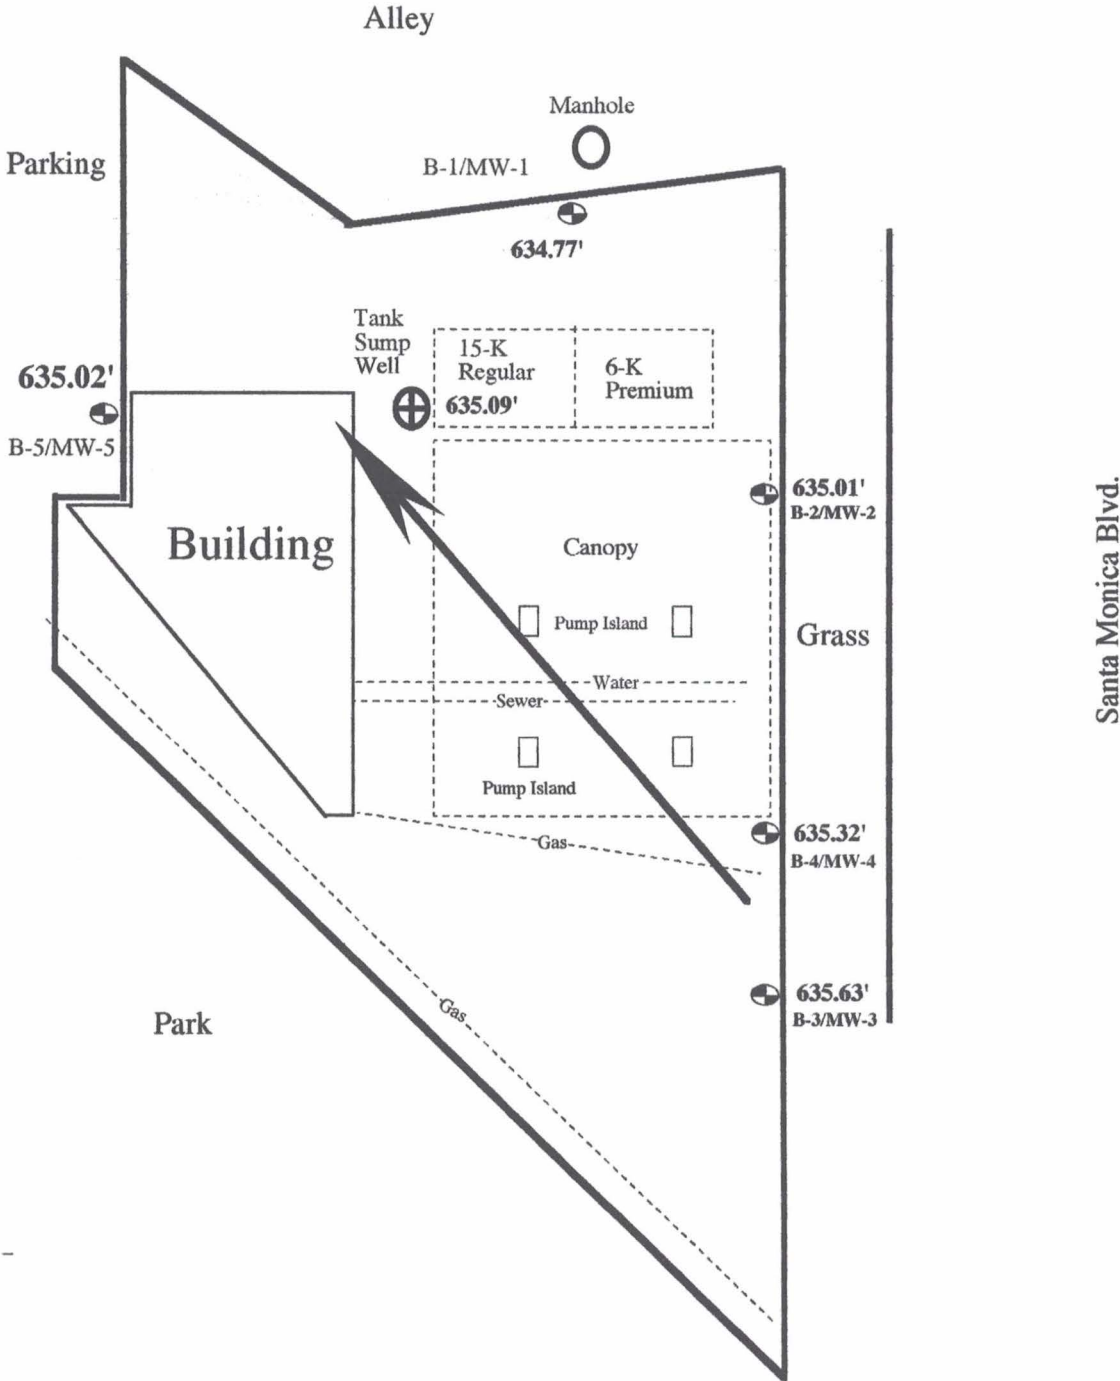 Alley
Manhole
Parking
B-1/MW-1
634.77'
Tank
Sump
Well
15-K
Regular
6-K
Premium
635.02'
635.09'
B-5/MW-5
635.01'
B-2/MW-2
Building
Canopy
Santa Monica Blvd.
Pump Island
Grass
Water
Sewer
Pump Island
635.32'
Gas
B-4/MW-4
635.63'
Gas
B-3/MW-3
Park